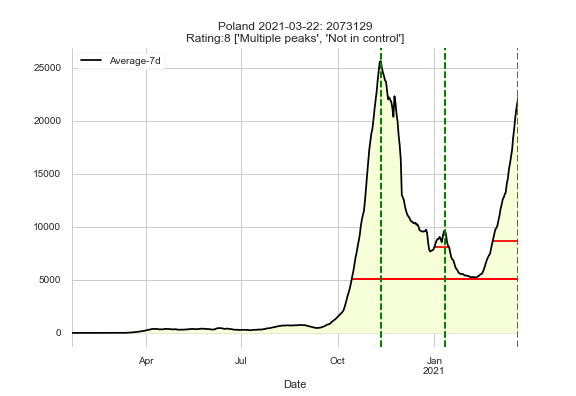 Poland 2021-03-22: 2073129
Rating:8 ['Multiple peaks', 'Not in control']
Average-7d
25000
20000
15000
10000
5000
0
Apr
Jul
Oct
Jan
2021
Date